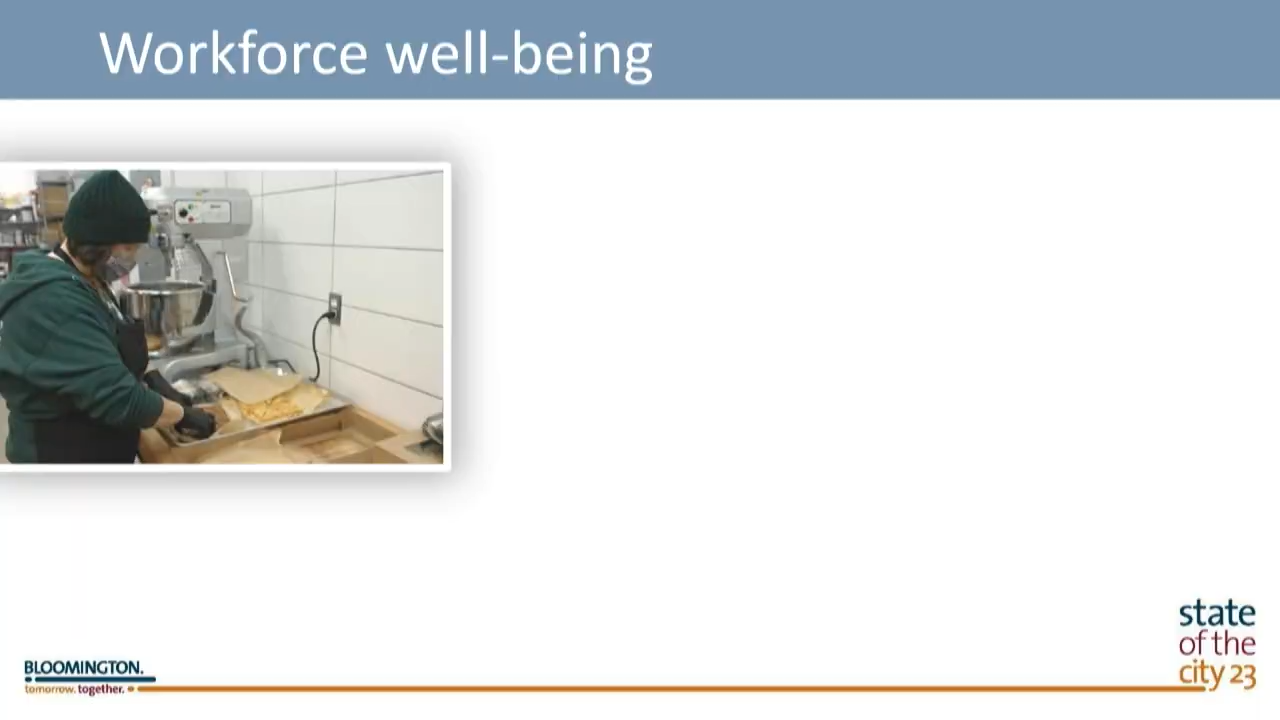 Workforce well-being
state
of the
city 23
BLOOMINGTON.
tomorrow. together.